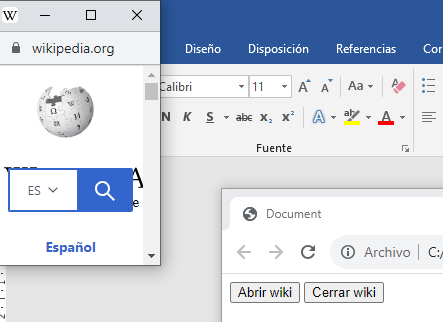 W
wikipedia.org
ES
Español
Diseño Disposición Referencias
Calibri 11 A A Aa A
N K S abc x₂ x² A A
Fuente
Document
Archivo C:/
Abrir wiki Cerrar wiki